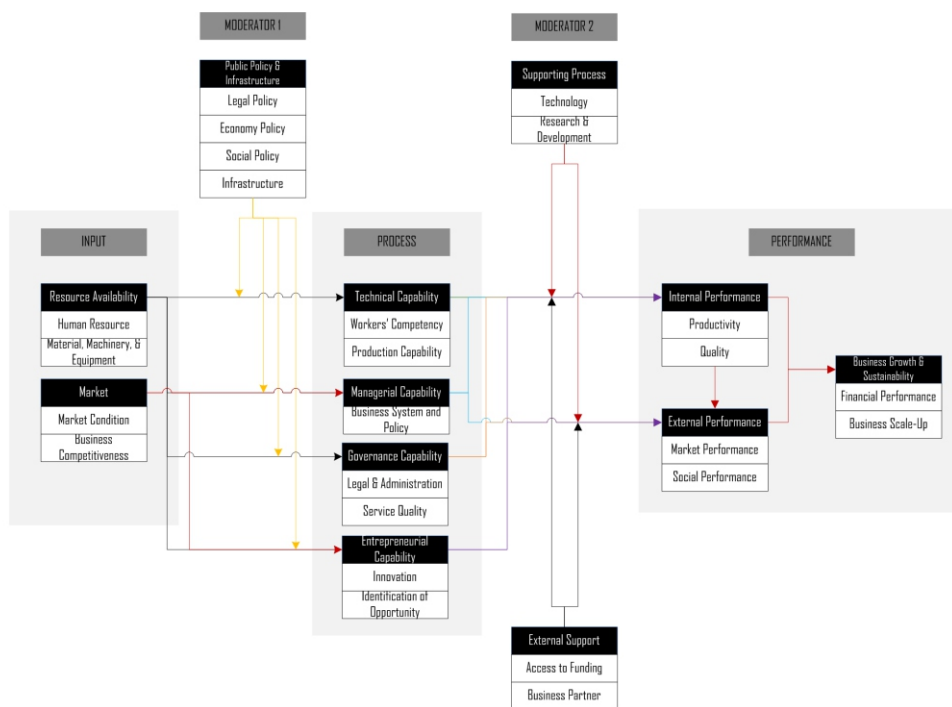 MODERATOR 1
MODERATOR 2
Public Policy &
Infrastructure
Legal Policy
Economy Policy
Social Policy
Infrastructure
Supporting Process
Technology
Research &
Development
INPUT
PROCESS
PERFORMANCE
Resource Availability
Human Resource
Material, Machinery, &
Equipment
Market
Market Condition
Business
Competitiveness
Technical Capability
Workers' Competency
Production Capability
Managerial Capability
Business System and
Policy
Governance Capability
Legal & Administration
Service Quality
Entrepreneurial
Capability
Innovation
Identification of
Opportunity
Internal Performance
Productivity
Quality
External Performance
Market Performance
Social Performance
Business Growth &
Sustainability
Financial Performance
Business Scale-Up
External Support
Access to Funding
Business Partner